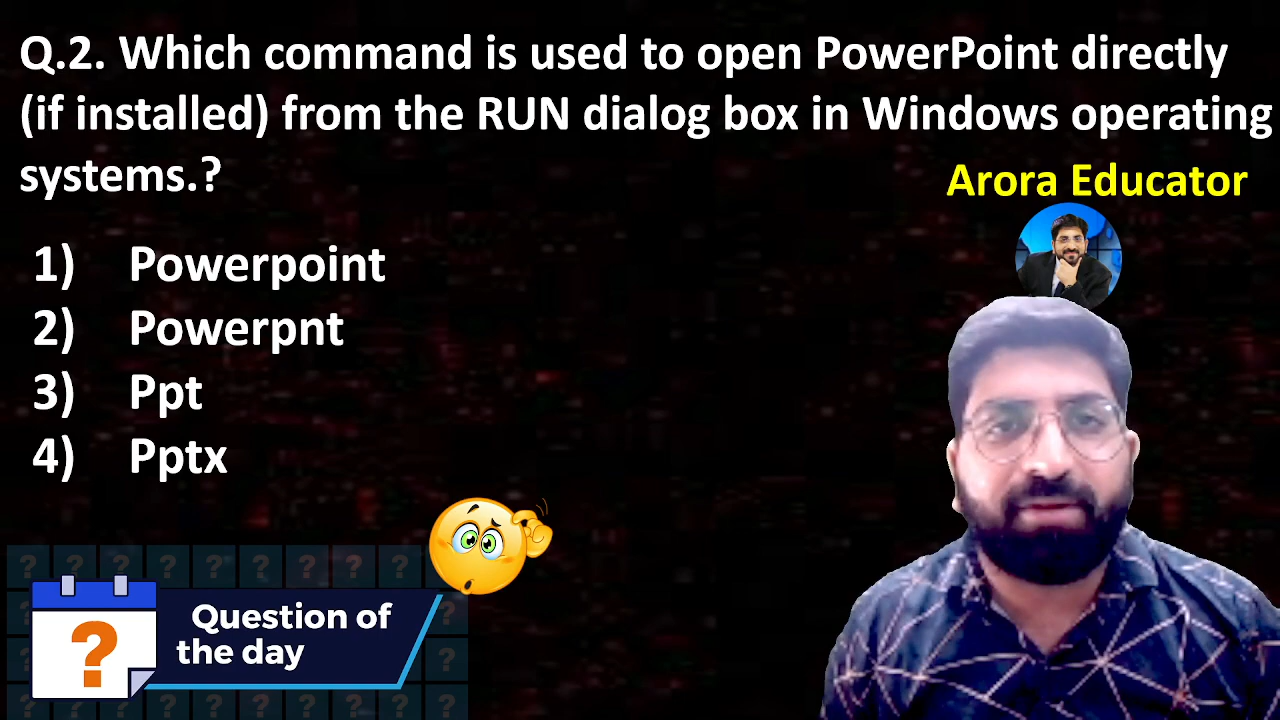 Q.2. Which command is used to open PowerPoint directly
(if installed) from the RUN dialog box in Windows operating
systems.?
Arora Educator
1) Powerpoint
2) Powerpnt
3) Ppt
4) Pptx
?
Question of
the day